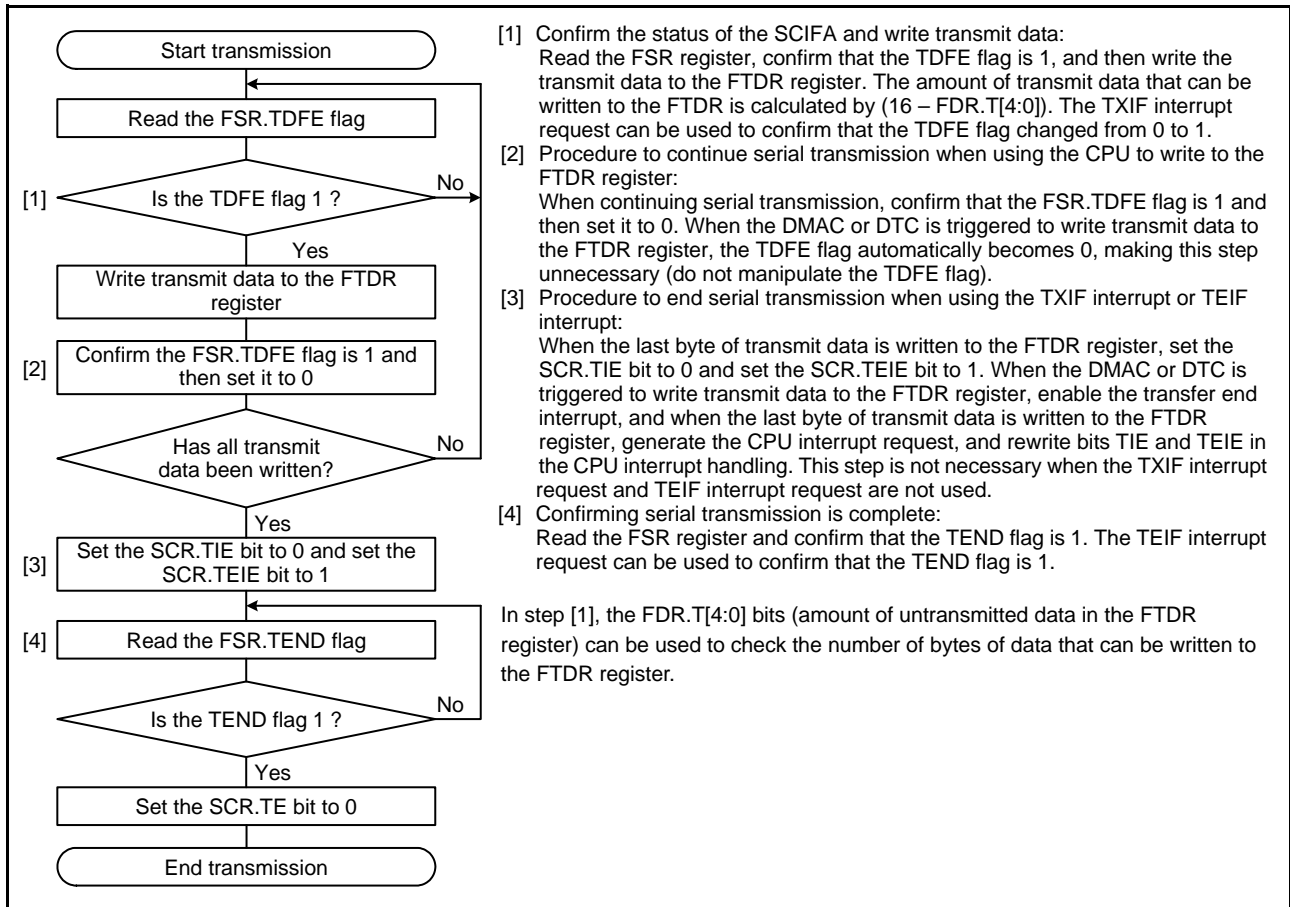 Start transmission
Read the FSR.TDFE flag
[1]
Is the TDFE flag 1 ?
No
Yes
Write transmit data to the FTDR
register
[2]
Confirm the FSR.TDFE flag is 1 and
then set it to 0
Has all transmit
data been written?
No
Yes
[3]
Set the SCR.TIE bit to 0 and set the
SCR.TEIE bit to 1
[4]
Read the FSR.TEND flag
Is the TEND flag 1 ?
No
Yes
Set the SCR.TE bit to 0
End transmission
[1] Confirm the status of the SCIFA and write transmit data:
Read the FSR register, confirm that the TDFE flag is 1, and then write the
transmit data to the FTDR register. The amount of transmit data that can be
written to the FTDR is calculated by (16 – FDR.T[4:0]). The TXIF interrupt
request can be used to confirm that the TDFE flag changed from 0 to 1.
[2] Procedure to continue serial transmission when using the CPU to write to the
FTDR register:
When continuing serial transmission, confirm that the FSR.TDFE flag is 1 and
then set it to 0. When the DMAC or DTC is triggered to write transmit data to
the FTDR register, the TDFE flag automatically becomes 0, making this step
unnecessary (do not manipulate the TDFE flag).
[3] Procedure to end serial transmission when using the TXIF interrupt or TEIF
interrupt:
When the last byte of transmit data is written to the FTDR register, set the
SCR.TIE bit to 0 and set the SCR.TEIE bit to 1. When the DMAC or DTC is
triggered to write transmit data to the FTDR register, enable the transfer end
interrupt, and when the last byte of transmit data is written to the FTDR
register, generate the CPU interrupt request, and rewrite bits TIE and TEIE in
the CPU interrupt handling. This step is not necessary when the TXIF interrupt
request and TEIF interrupt request are not used.
[4] Confirming serial transmission is complete:
Read the FSR register and confirm that the TEND flag is 1. The TEIF interrupt
request can be used to confirm that the TEND flag is 1.
In step [1], the FDR.T[4:0] bits (amount of untransmitted data in the FTDR
register) can be used to check the number of bytes of data that can be written to
the FTDR register.